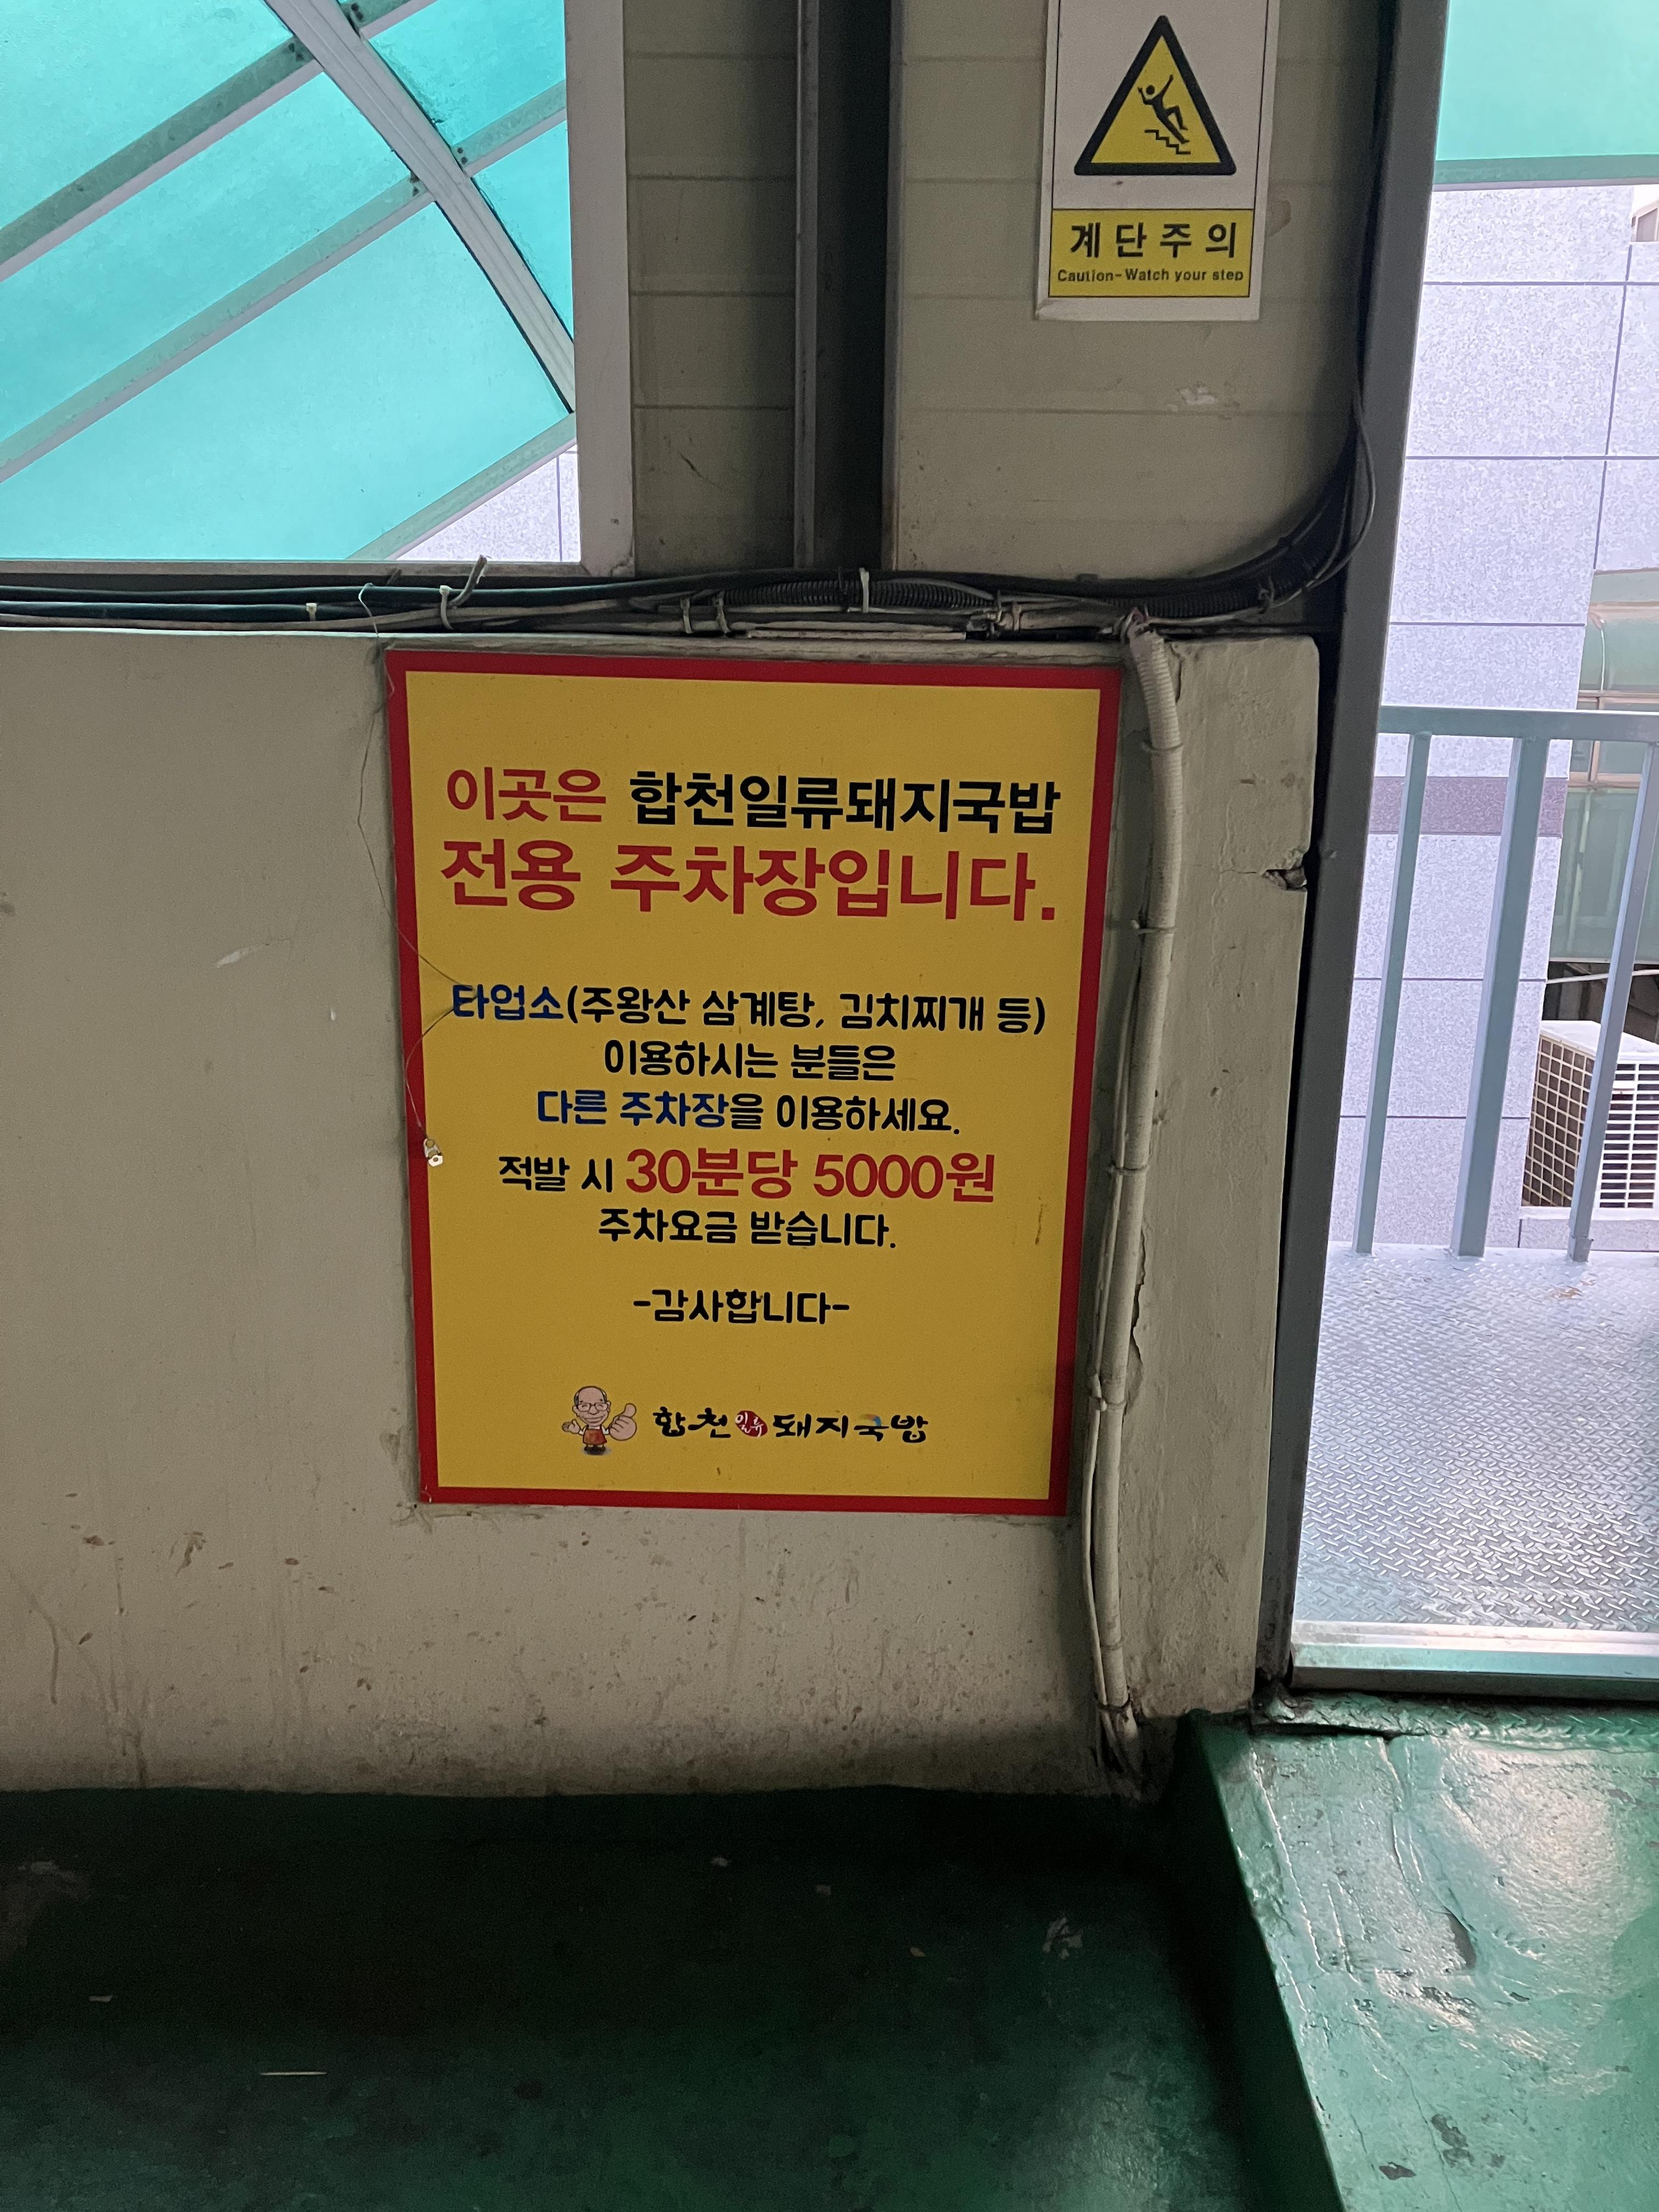 계단주의
Caution-Watch your step
이곳은 합천일류돼지국밥
전용 주차장입니다.
타업소(주왕산 삼계탕, 김치찌개 등)
이용하시는 분들은
다른 주차장을 이용하세요.
적발 시 30분당 5000원
주차요금 받습니다.
-감사합니다-
합천일류돼지국밥